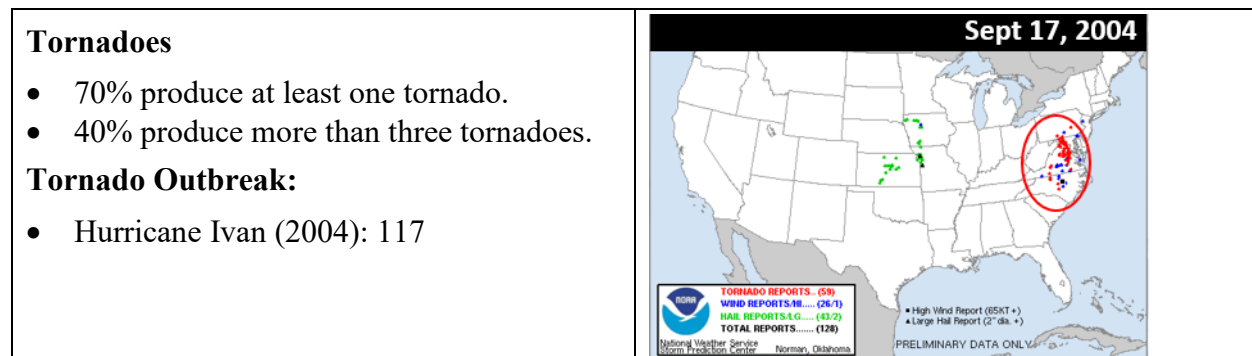 Tornadoes
• 70% produce at least one tornado.
• 40% produce more than three tornadoes.
Tornado Outbreak:
• Hurricane Ivan (2004): 117
Sept 17, 2004
NOAA
TORNADO REPORTS.. (59)
WIND REPORTS/HI..... (26/1)
HAIL REPORTS/LG..... (43/2)
TOTAL REPORTS....... (128)
National Weather Service
Storm Prediction Center Norman, Oklahoma
▪ High Wind Report (65KT +)
▲ Large Hail Report (2" dia. +)
PRELIMINARY DATA ONLY